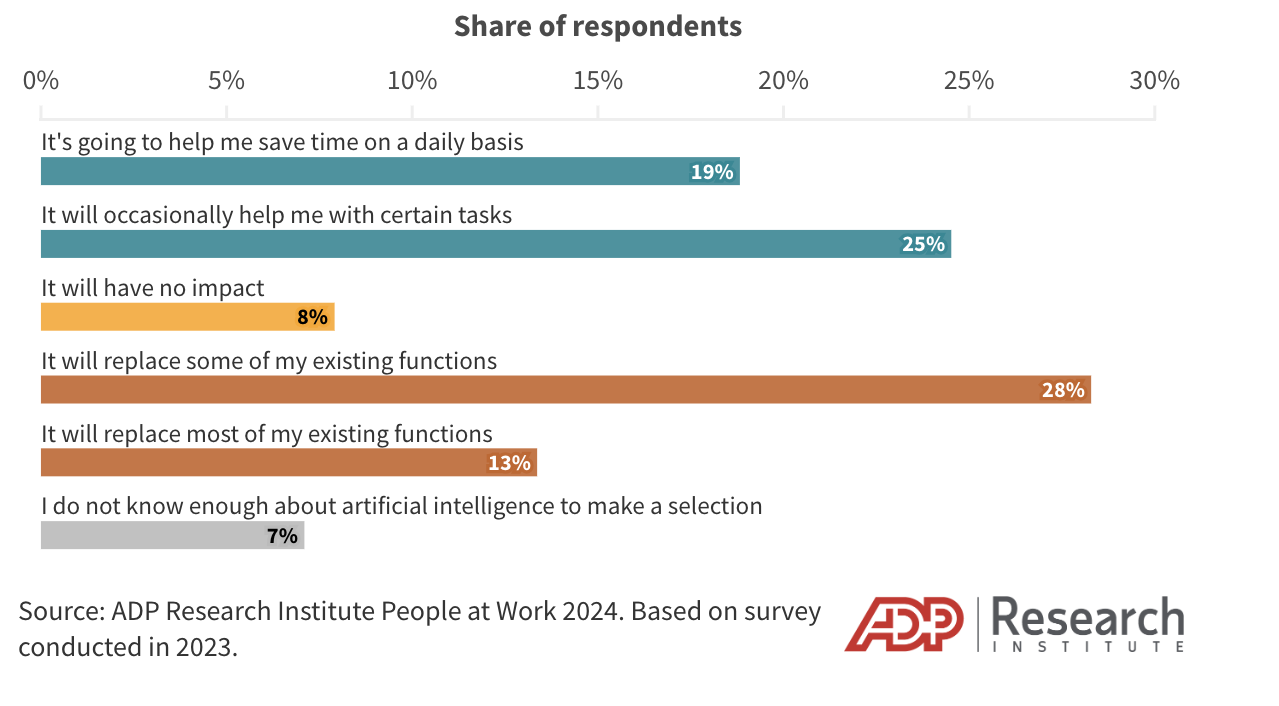 Share of respondents
0% 5% 10% 15% 20% 25% 30%
It's going to help me save time on a daily basis
19%
It will occasionally help me with certain tasks
25%
It will have no impact
8%
It will replace some of my existing functions
28%
It will replace most of my existing functions
13%
I do not know enough about artificial intelligence to make a selection
7%
Source: ADP Research Institute People at Work 2024. Based on survey
conducted in 2023.
ADP Research
INSTITUTE